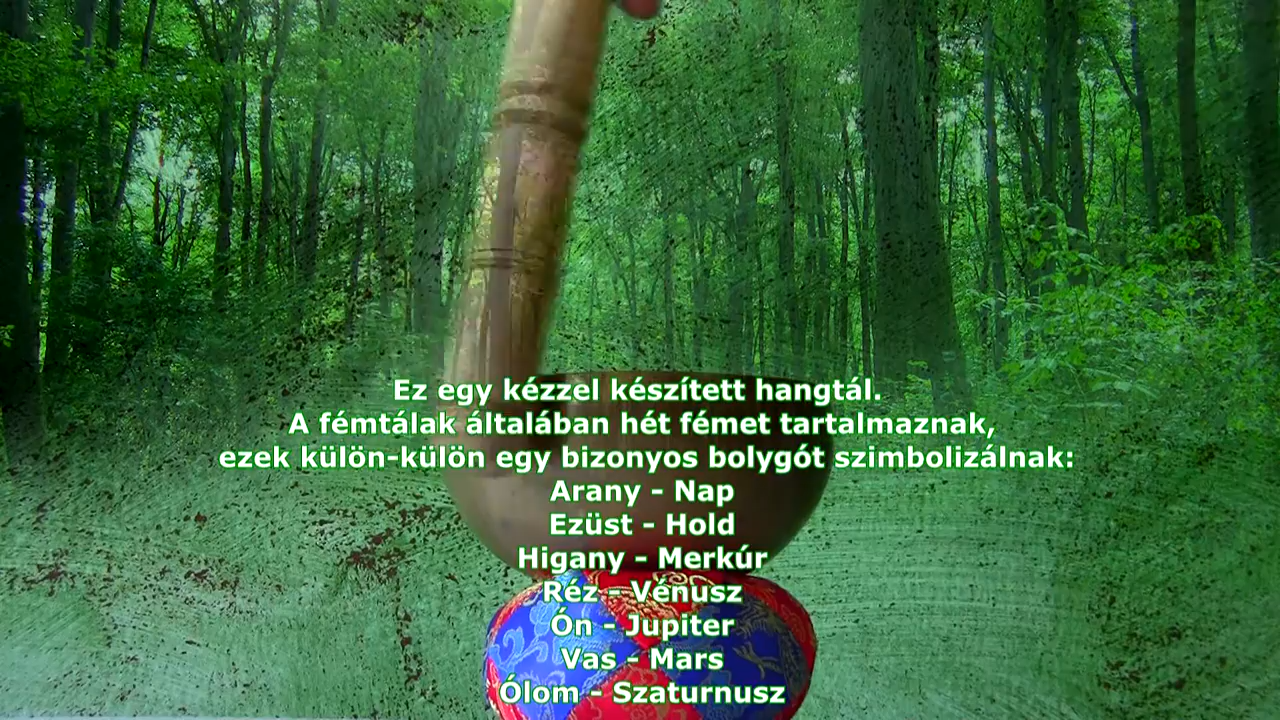 Ez egy kézzel készített hangtál.
A fémtálak általában hét fémet tartalmaznak,
ezek külön-külön egy bizonyos bolygót szimbolizálnak:
Arany - Nap
Ezüst - Hold
Higany - Merkúr
Réz - Vénusz
Ón - Jupiter
Vas - Mars
Ólom - Szaturnusz